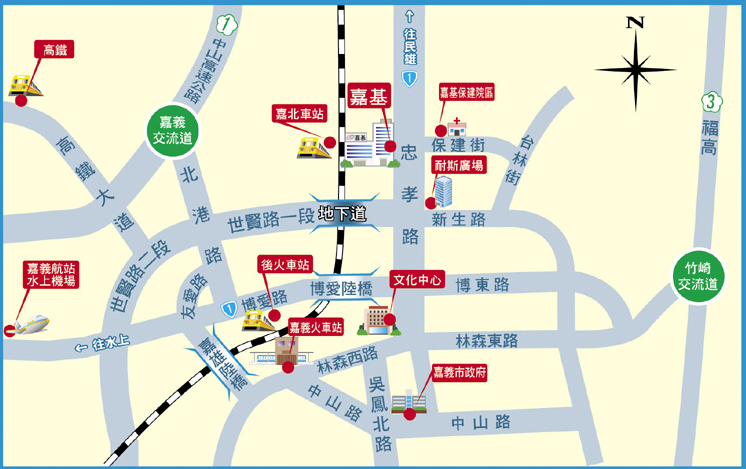 1
中山高速公路
高鐵
嘉義
交流道
高鐵大道
北港路
嘉北車站
嘉基
嘉基
↑往民雄
1
忠孝路
嘉基保健院區
保健街
耐斯廣場
台林街
N
3
福高
世賢路一段
地下道
新生路
世賢路二段
友愛路
嘉義航站
水上機場
後火車站
1
博愛路
博愛陸橋
文化中心
博東路
竹崎
交流道
←往水上
嘉義火車站
嘉雄陸橋
林森西路
林森東路
中山路
吳鳳北路
嘉義市政府
中山路